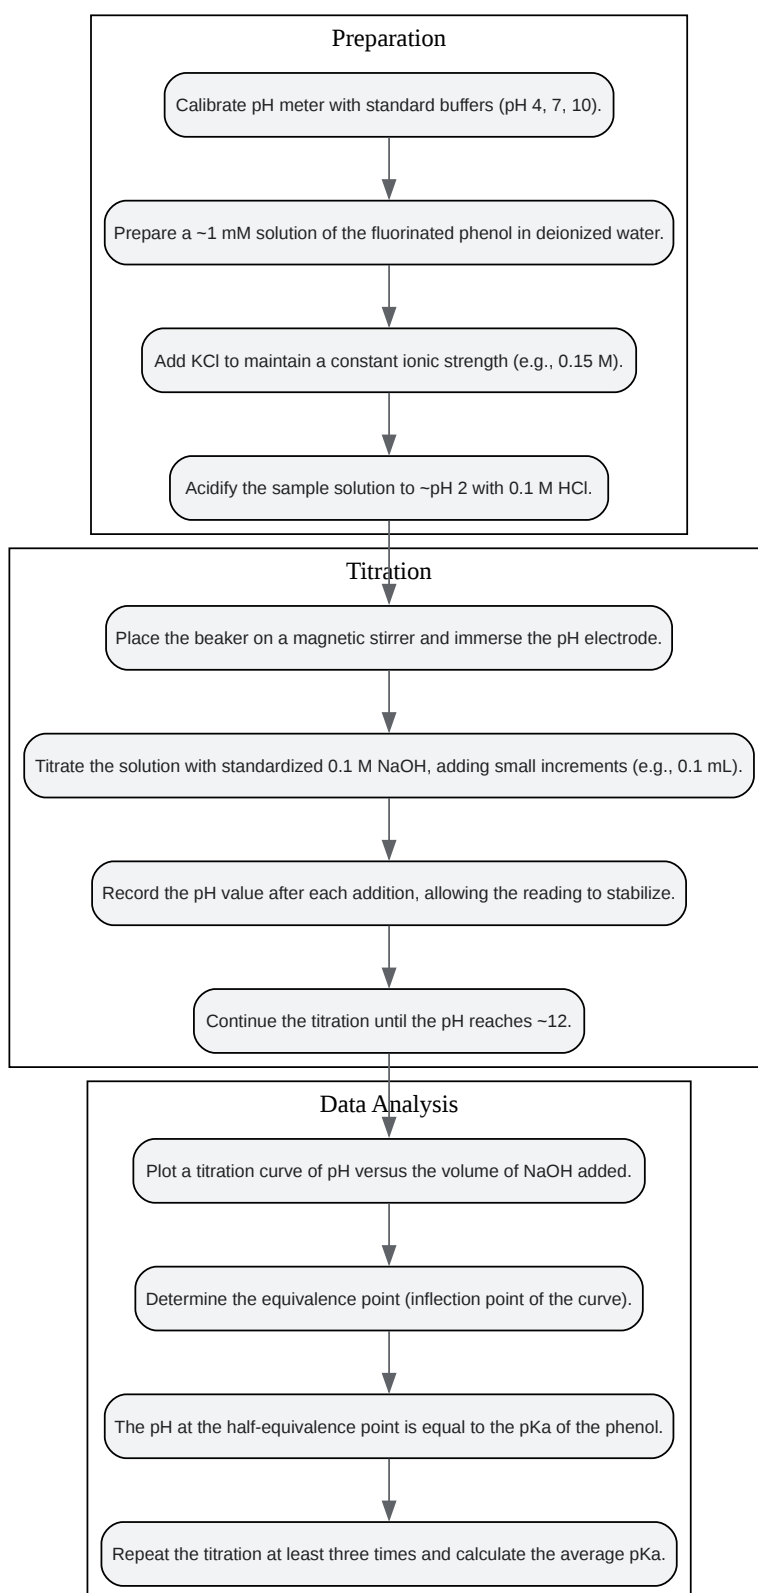 Preparation
Calibrate pH meter with standard buffers (pH 4, 7, 10).
Prepare a ~1 mM solution of the fluorinated phenol in deionized water.
Add KCl to maintain a constant ionic strength (e.g., 0.15 M).
Acidify the sample solution to ~pH 2 with 0.1 M HCl.
Titration
Place the beaker on a magnetic stirrer and immerse the pH electrode.
Titrate the solution with standardized 0.1 M NaOH, adding small increments (e.g., 0.1 mL).
Record the pH value after each addition, allowing the reading to stabilize.
Continue the titration until the pH reaches ~12.
Data Analysis
Plot a titration curve of pH versus the volume of NaOH added.
Determine the equivalence point (inflection point of the curve).
The pH at the half-equivalence point is equal to the pKa of the phenol.
Repeat the titration at least three times and calculate the average pKa.